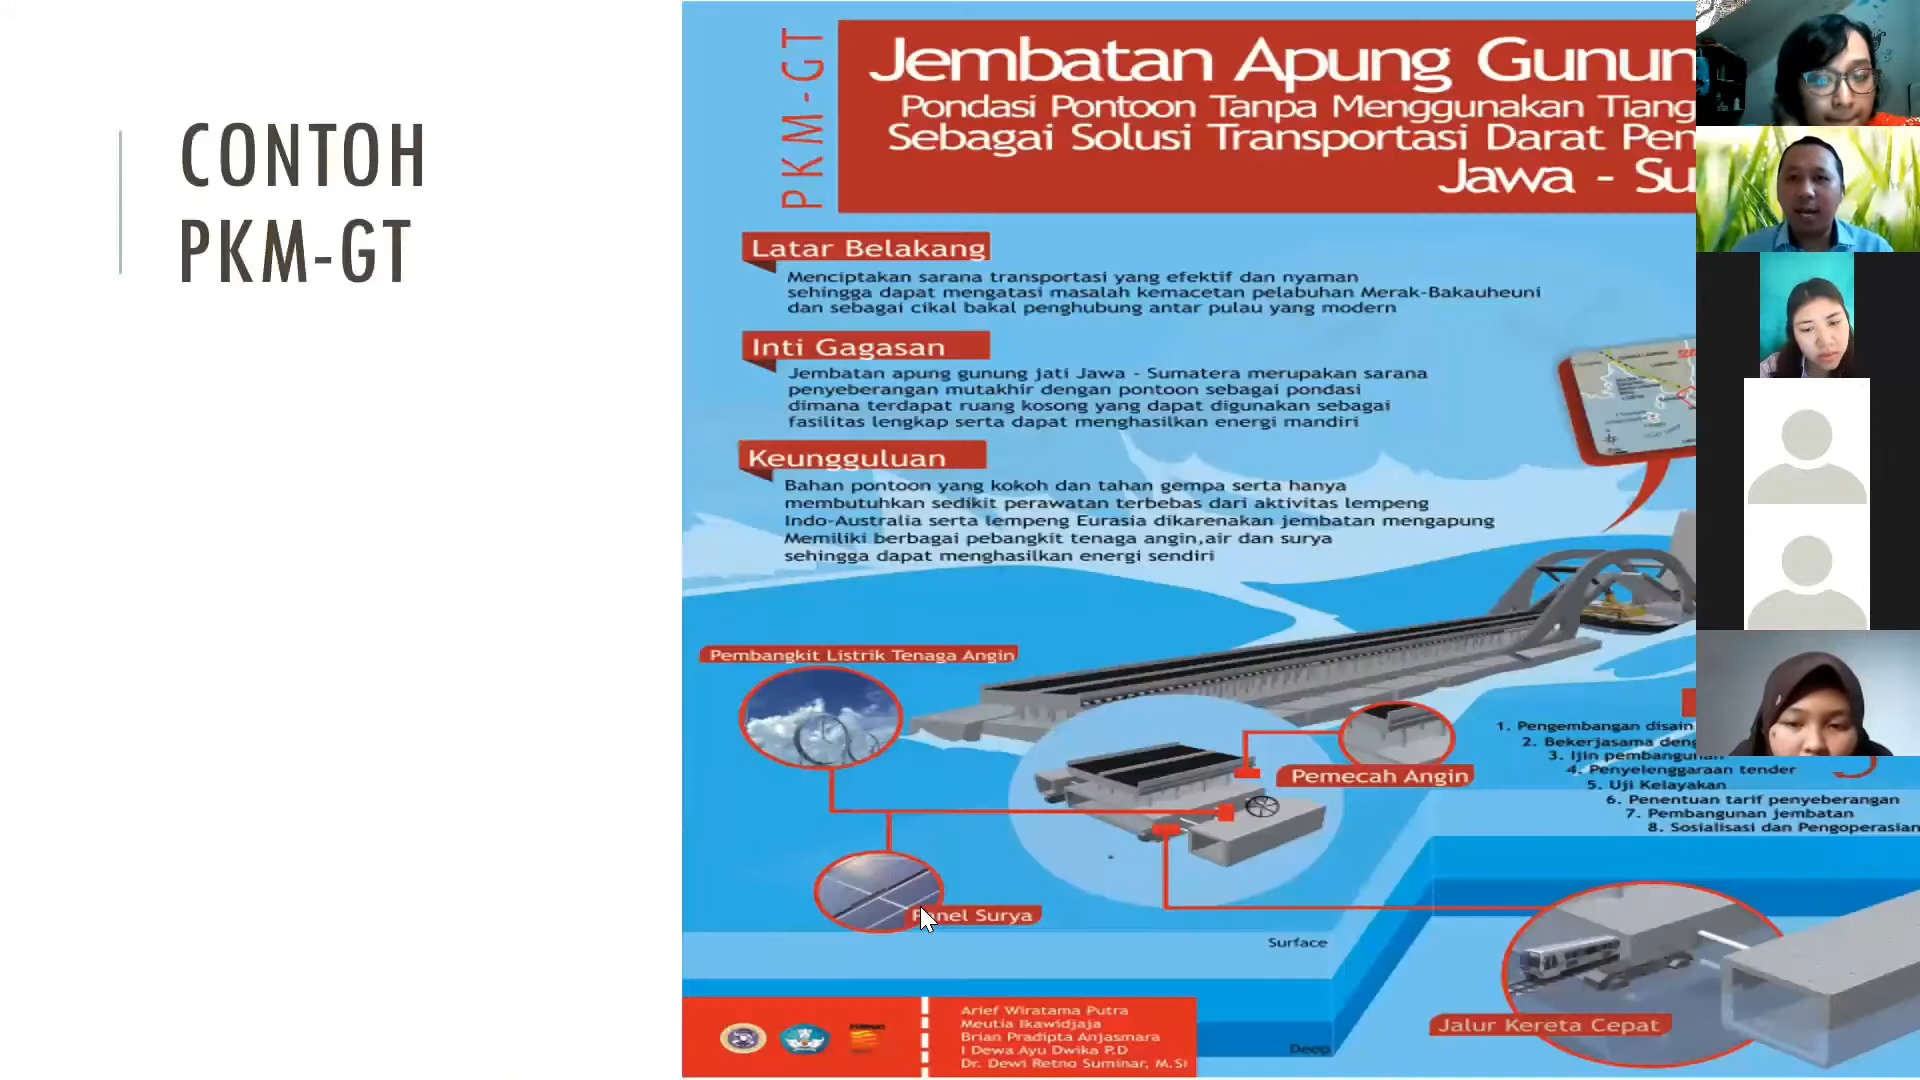 CONTOH
PKM-GT
PKM-GT
Jembatan Apung Gunun
Pondasi Pontoon Tanpa Menggunakan Tiang
Sebagai Solusi Transportasi Darat Pen
Jawa - Su
Latar Belakang
Menciptakan sarana transportasi yang efektif dan nyaman
sehingga dapat mengatasi masalah kemacetan pelabuhan Merak-Bakauheuni
dan sebagai cikal bakal penghubung antar pulau yang modern
Inti Gagasan
Jembatan apung gunung jati Jawa - Sumatera merupakan sarana
penyeberangan mutakhir dengan pontoon sebagai pondasi
dimana terdapat ruang kosong yang dapat digunakan sebagai
fasilitas lengkap serta dapat menghasilkan energi mandiri
Keungguluan
Bahan pontoon yang kokoh dan tahan gempa serta hanya
membutuhkan sedikit perawatan terbebas dari aktivitas lempeng
Indo-Australia serta lempeng Eurasia dikarenakan jembatan mengapung
Memiliki berbagai pebangkit tenaga angin,air dan surya
sehingga dapat menghasilkan energi sendiri
Pembangkit Listrik Tenaga Angin
Pemecah Angin
1. Pengembangan disain
2. Bekerjasama deng
3. Ijin pembangunan
4. Penyelenggaraan tender
5. Uji Kelayakan
6. Penentuan tarif penyeberangan
7. Pembangunan jembatan
8. Sosialisasi dan Pengoperasian
Panel Surya
Surface
Deep
Jalur Kereta Cepat
Arief Wiratama Putra
Meutia Ikawidjaja
Brian Pradipta Anjasmara
I Dewa Ayu Dwika P.D
Dr. Dewi Retno Suminar, M.Si